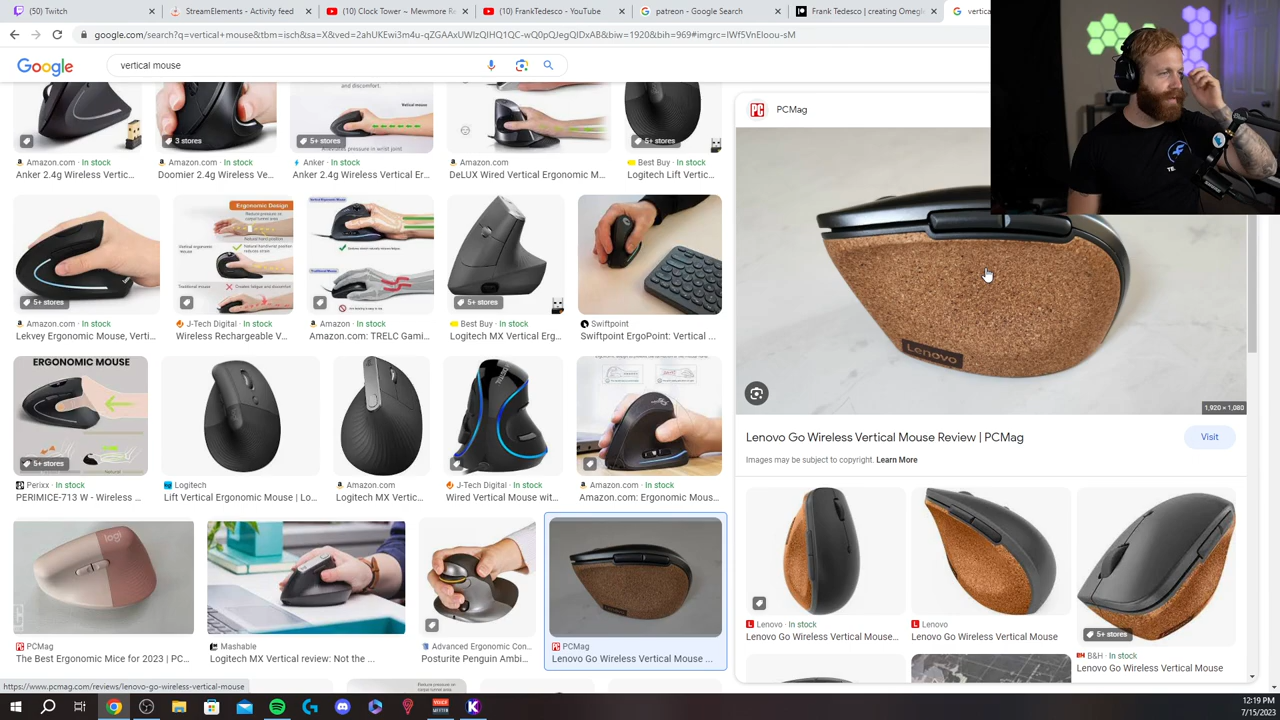 (50) Twitch
StreamElements - Activity feed
(10) Clock Tower ~ Mewmore R
(10) FrankTedesco - YouTube
patreon - Google Search
Frank Tedesco | creating Omegl
vertic
google.com/search?q=vertical+mouse&tbm=isch&sa=X&ved=2ahUKEwi3m4u-qZGAAxUWIzQIHQ1QC-wQ0pQJegQIDxAB&biw=1920&bih=969#imgrc=IWf5VnEIoou-sM
Google
vertical mouse
and discomfort.
3 stores
5+ stores
5+ stores
Amazon.com · In stock
Anker 2.4g Wireless Vertic...
Amazon.com · In stock
Doomier 2.4g Wireless Ve...
Anker · In stock
Anker 2.4g Wireless Vertical Er...
Amazon.com
DeLUX Wired Vertical Ergonomic M...
Best Buy · In stock
Logitech Lift Vertic...
Ergonomic Design
5+ stores
5+ stores
Amazon.com · In stock
Lekvey Ergonomic Mouse, Verti...
J-Tech Digital · In stock
Wireless Rechargeable V...
Amazon · In stock
Amazon.com: TRELC Gami...
Best Buy · In stock
Logitech MX Vertical Erg...
Swiftpoint
Swiftpoint ErgoPoint: Vertical ...
ERGONOMIC MOUSE
5+ stores
Perixx · In stock
PERIMICE-713 W - Wireless ...
Logitech
Lift Vertical Ergonomic Mouse | Lo...
Amazon.com
Logitech MX Vertic...
J-Tech Digital · In stock
Wired Vertical Mouse wit...
Amazon.com · In stock
Amazon.com: Ergonomic Mous...
logi
PCMag
The Best Ergonomic Mice for 2023 | PC...
Mashable
Logitech MX Vertical review: Not the ...
Advanced Ergonomic Con...
Posturite Penguin Ambi...
PCMag
Lenovo Go Wireless Vertical Mouse ...
https://www.pcmag.com/reviews/lenovo-go-wireless-vertical-mouse
PCMag
Lenovo
1,920 × 1,080
Lenovo Go Wireless Vertical Mouse Review | PCMag
Visit
Images may be subject to copyright. Learn More
Lenovo · In stock
Lenovo Go Wireless Vertical Mouse...
Lenovo
Lenovo Go Wireless Vertical Mouse
5+ stores
B&H · In stock
Lenovo Go Wireless Vertical Mouse
12:19 PM
7/15/2023